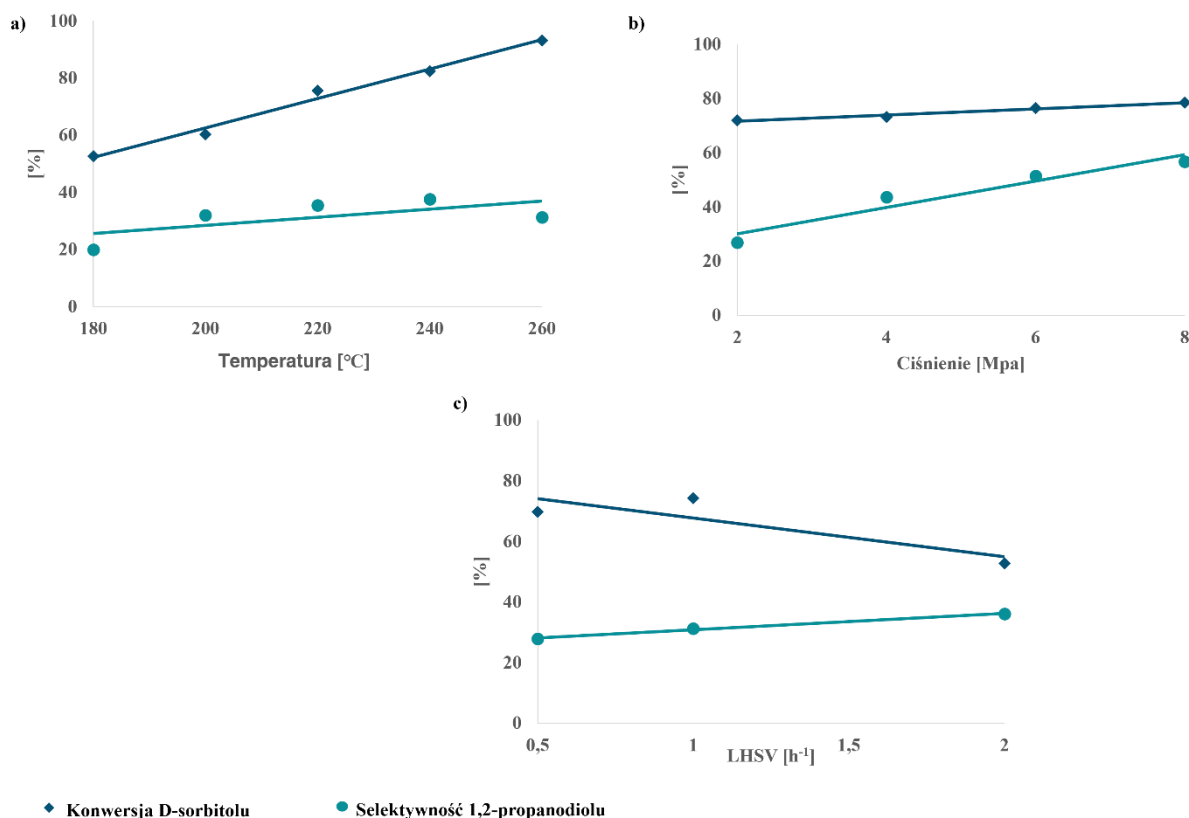 a)
100
80
60
40
20
0
[%]
180 200 220 240 260
Temperatura [°C]
b)
100
80
60
40
20
0
[%]
2 4 6 8
Ciśnienie [Mpa]
c)
100
80
60
40
20
0
[%]
0,5 1 1,5 2
LHSV [h⁻¹]
Konwersja D-sorbitolu Selektywność 1,2-propanodiolu